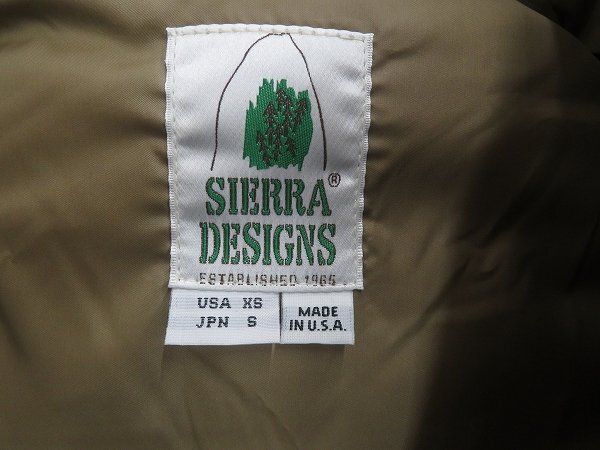 SIERRA®
DESIGNS
ESTABLISHED 1965
USA XS
JPN S
MADE
IN U.S.A.